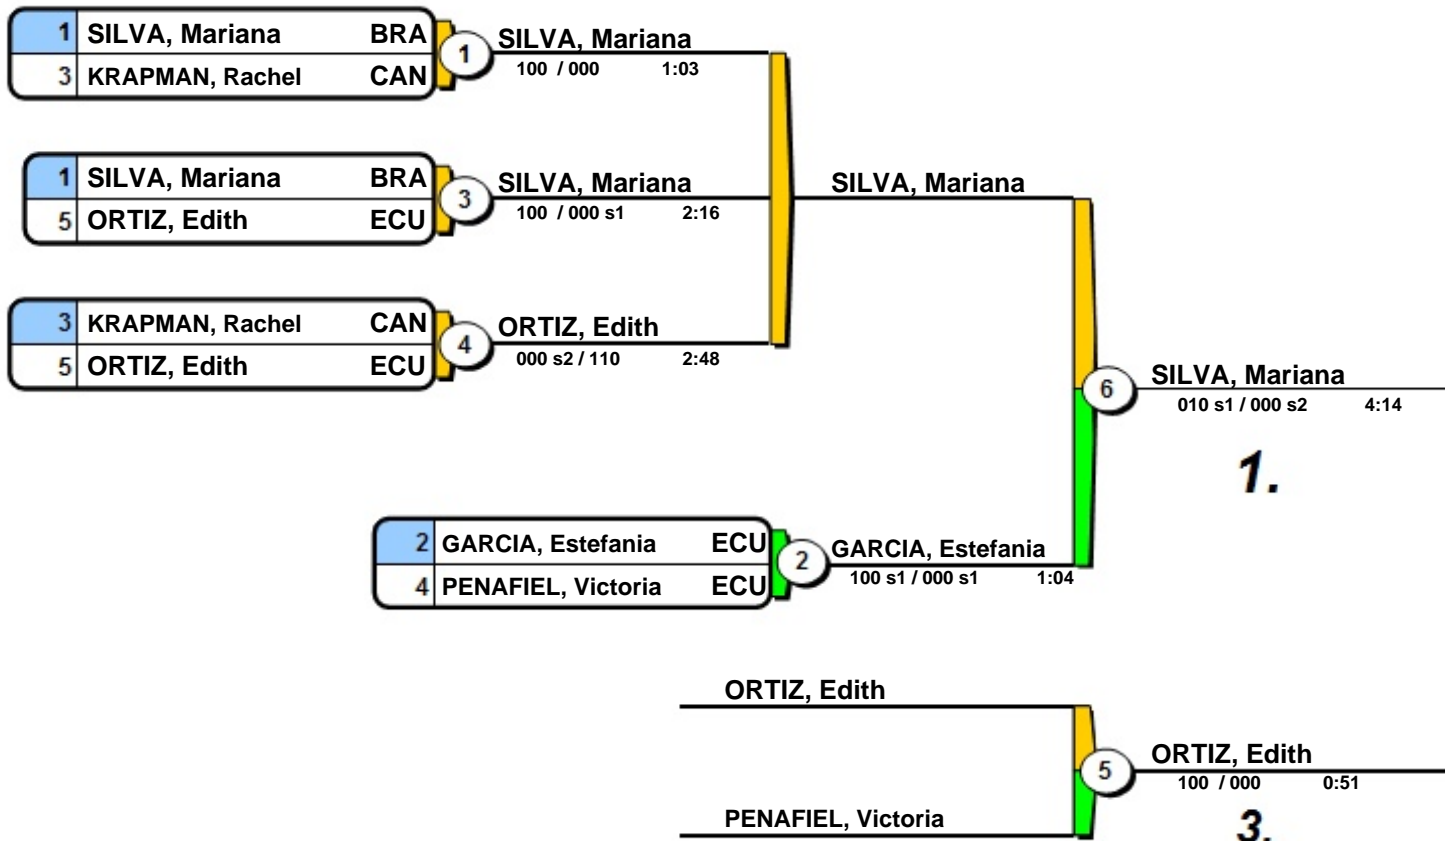 1 SILVA, Mariana BRA
3 KRAPMAN, Rachel CAN
1 SILVA, Mariana
100 / 000 1:03
1 SILVA, Mariana BRA
5 ORTIZ, Edith ECU
3 SILVA, Mariana
100 / 000 s1 2:16
SILVA, Mariana
3 KRAPMAN, Rachel CAN
5 ORTIZ, Edith ECU
4 ORTIZ, Edith
000 s2 / 110 2:48
6 SILVA, Mariana
010 s1 / 000 s2 4:14
1.
2 GARCIA, Estefania ECU
4 PENAFIEL, Victoria ECU
2 GARCIA, Estefania
100 s1 / 000 s1 1:04
ORTIZ, Edith
5 ORTIZ, Edith
100 / 000 0:51
PENAFIEL, Victoria
3.